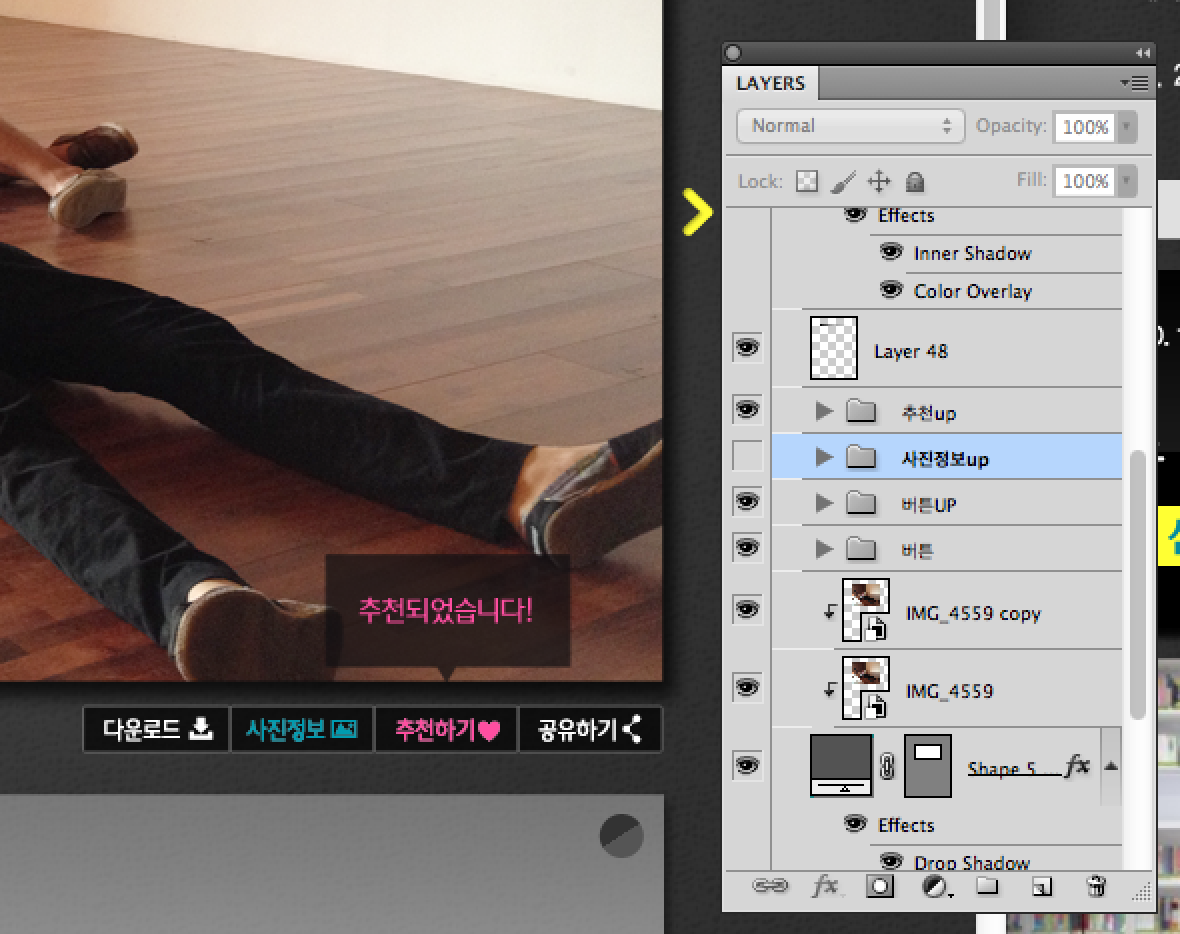 LAYERS
Normal
Opacity: 100%
Lock:
Fill: 100%
Effects
Inner Shadow
Color Overlay
Layer 48
추천up
사진정보up
버튼UP
버튼
IMG_4559 copy
IMG_4559
Shape 5 ...
fx
Effects
Drop Shadow
fx
추천되었습니다!
다운로드
사진정보
추천하기
공유하기